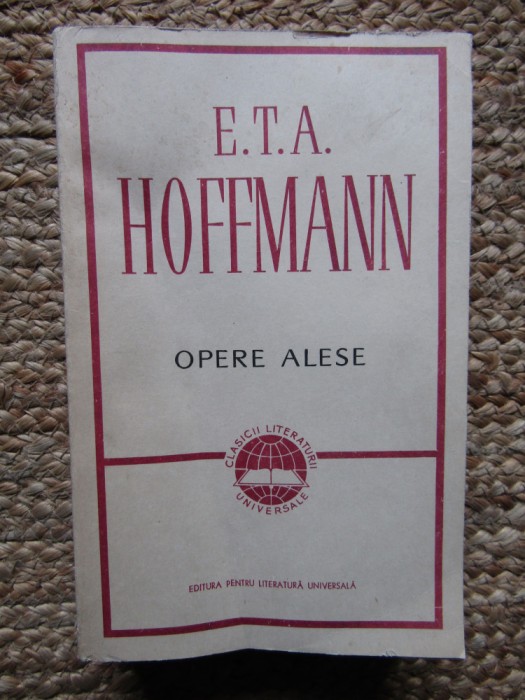 E.T.A.
HOFFMANN
OPERE ALESE
CLASICII LITERATURII
UNIVERSALE
EDITURA PENTRU LITERATURĂ UNIVERSALĂ